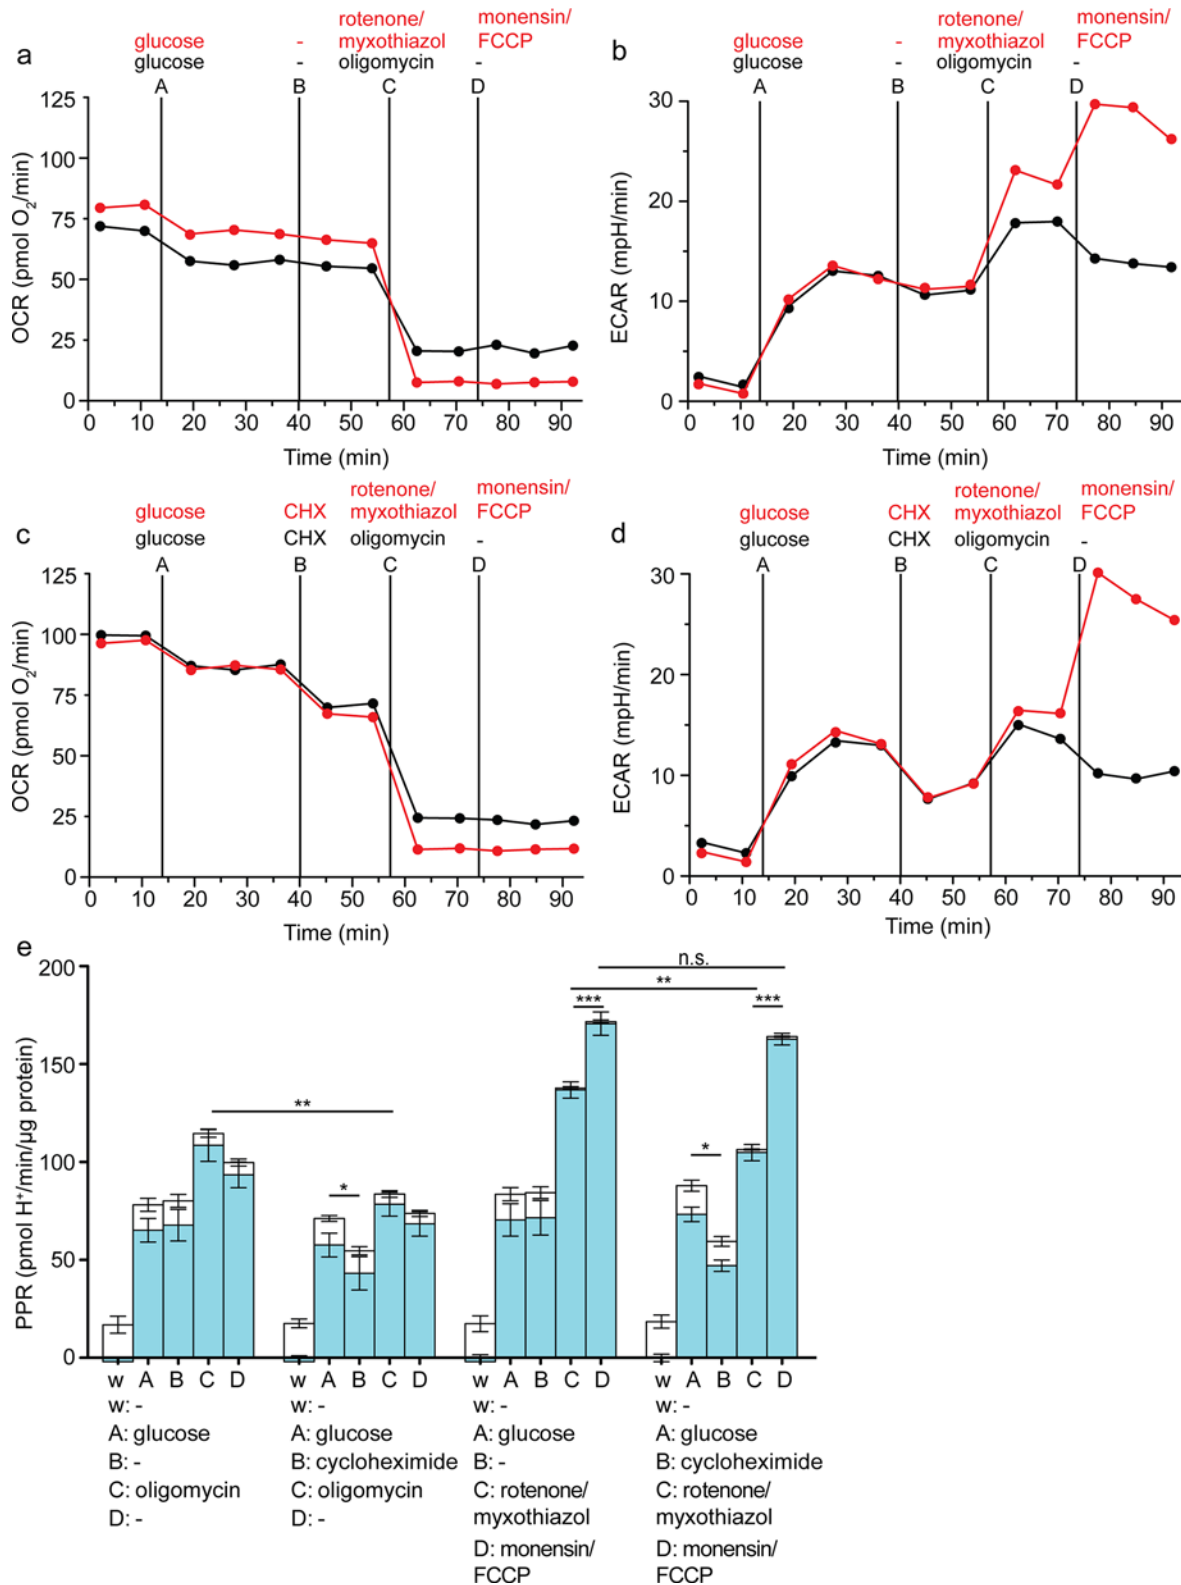 a
glucose
glucose
A
-
-
B
rotenone/
myxothiazol
oligomycin
C
monensin/
FCCP
-
D
125
100
75
50
25
0
OCR (pmol O₂/min)
0 10 20 30 40 50 60 70 80 90
Time (min)
b
glucose
glucose
A
-
-
B
rotenone/
myxothiazol
oligomycin
C
monensin/
FCCP
-
D
30
20
10
0
ECAR (mpH/min)
0 10 20 30 40 50 60 70 80 90
Time (min)
c
glucose
glucose
A
CHX
CHX
B
rotenone/
myxothiazol
oligomycin
C
monensin/
FCCP
-
D
125
100
75
50
25
0
OCR (pmol O₂/min)
0 10 20 30 40 50 60 70 80 90
Time (min)
d
glucose
glucose
A
CHX
CHX
B
rotenone/
myxothiazol
oligomycin
C
monensin/
FCCP
-
D
30
20
10
0
ECAR (mpH/min)
0 10 20 30 40 50 60 70 80 90
Time (min)
e
200
150
100
50
0
PPR (pmol H⁺/min/µg protein)
**
*
n.s.
**
***
***
*
w A B C D w A B C D w A B C D w A B C D
w: -
A: glucose
B: -
C: oligomycin
D: -
w: -
A: glucose
B: cycloheximide
C: oligomycin
D: -
w: -
A: glucose
B: -
C: rotenone/
myxothiazol
D: monensin/
FCCP
w: -
A: glucose
B: cycloheximide
C: rotenone/
myxothiazol
D: monensin/
FCCP